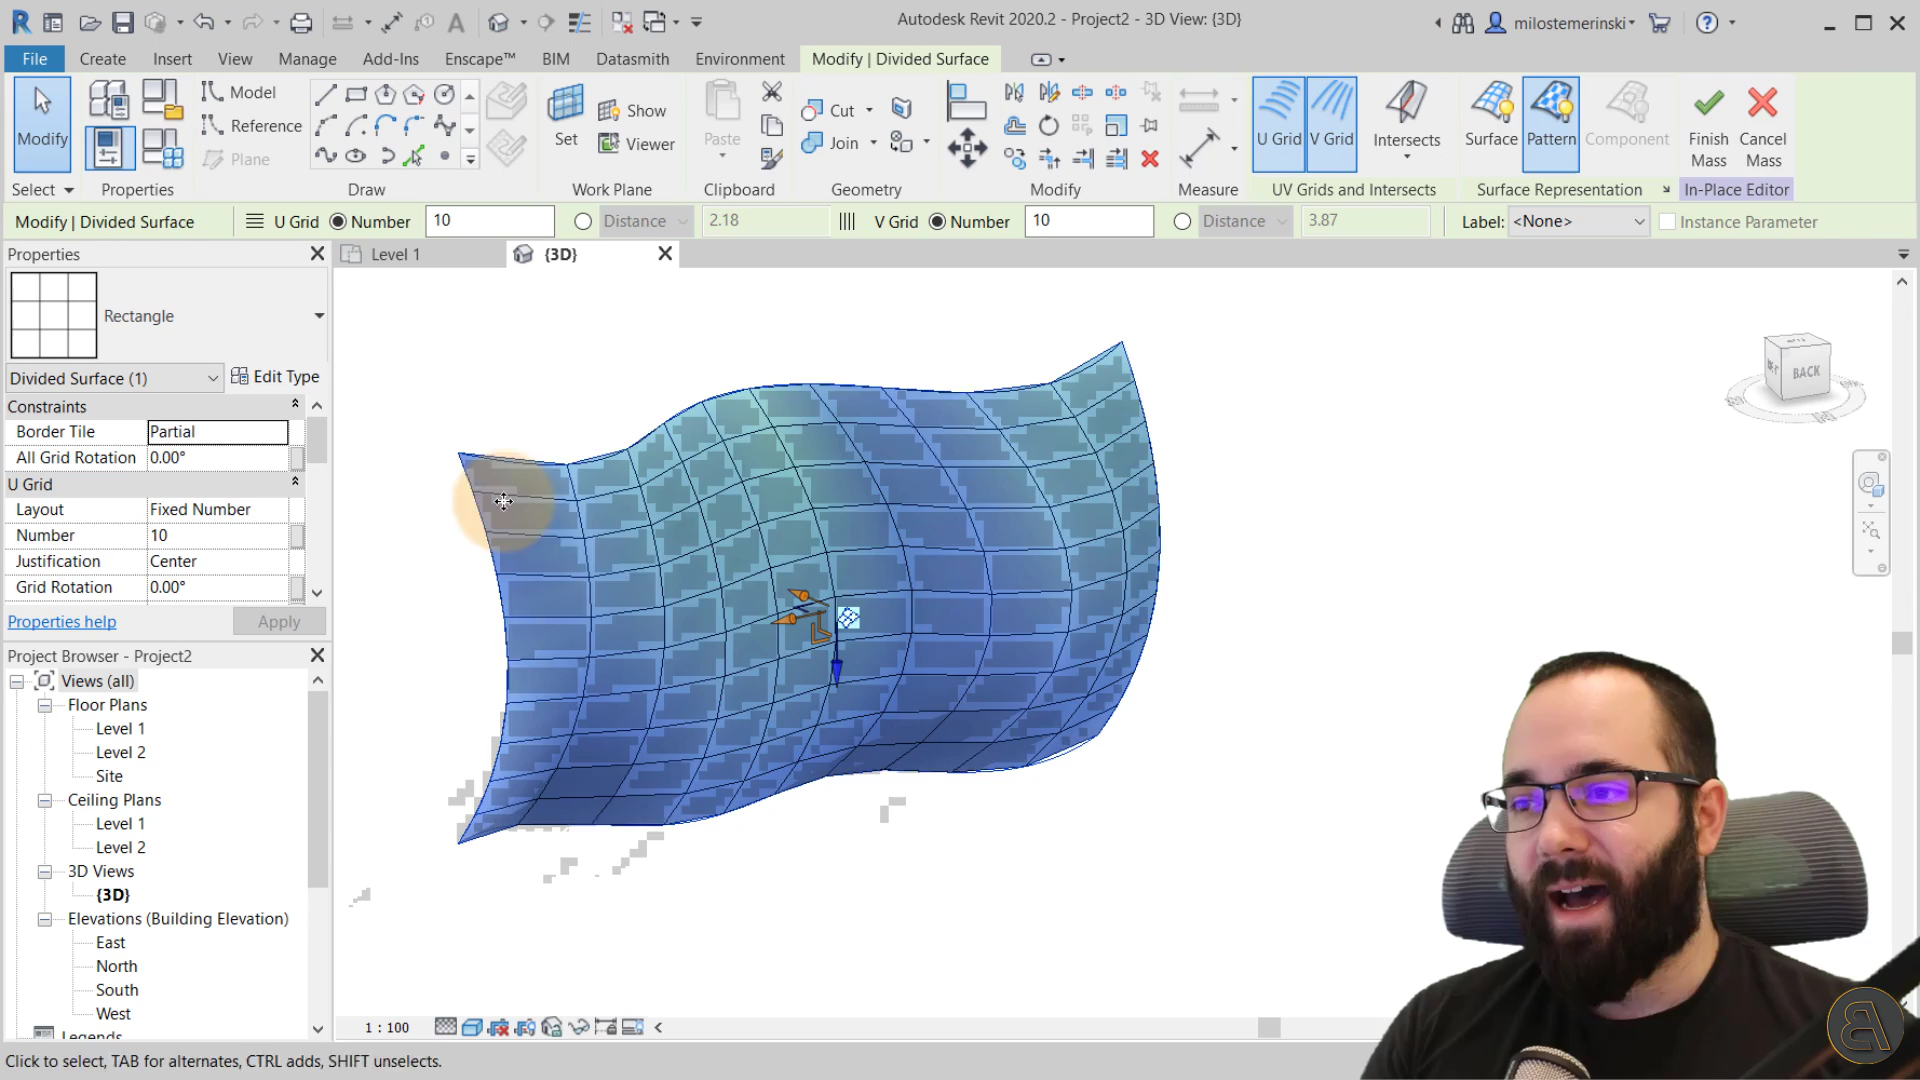 Autodesk Revit 2020.2 - Project2 - 3D View: {3D}
milostemerinski
File Create Insert View Manage Add-Ins Enscape™ BIM Datasmith Environment Modify | Divided Surface
Modify
Model
Reference
Plane
Set
Show
Viewer
Paste
Cut
Join
U Grid V Grid Intersects
Surface Pattern Component
Finish Mass
Cancel Mass
Select Properties Draw Work Plane Clipboard Geometry Modify Measure UV Grids and Intersects Surface Representation In-Place Editor
Modify | Divided Surface U Grid Number 10 Distance 2.18 V Grid Number 10 Distance 3.87 Label: <None> Instance Parameter
Properties
Level 1
{3D}
Rectangle
Divided Surface (1) Edit Type
Constraints
Border Tile Partial
All Grid Rotation 0.00°
U Grid
Layout Fixed Number
Number 10
Justification Center
Grid Rotation 0.00°
Properties help Apply
BACK
Project Browser - Project2
Views (all)
Floor Plans
Level 1
Level 2
Site
Ceiling Plans
Level 1
Level 2
3D Views
{3D}
Elevations (Building Elevation)
East
North
South
West
Legends
1 : 100
Click to select, TAB for alternates, CTRL adds, SHIFT unselects.